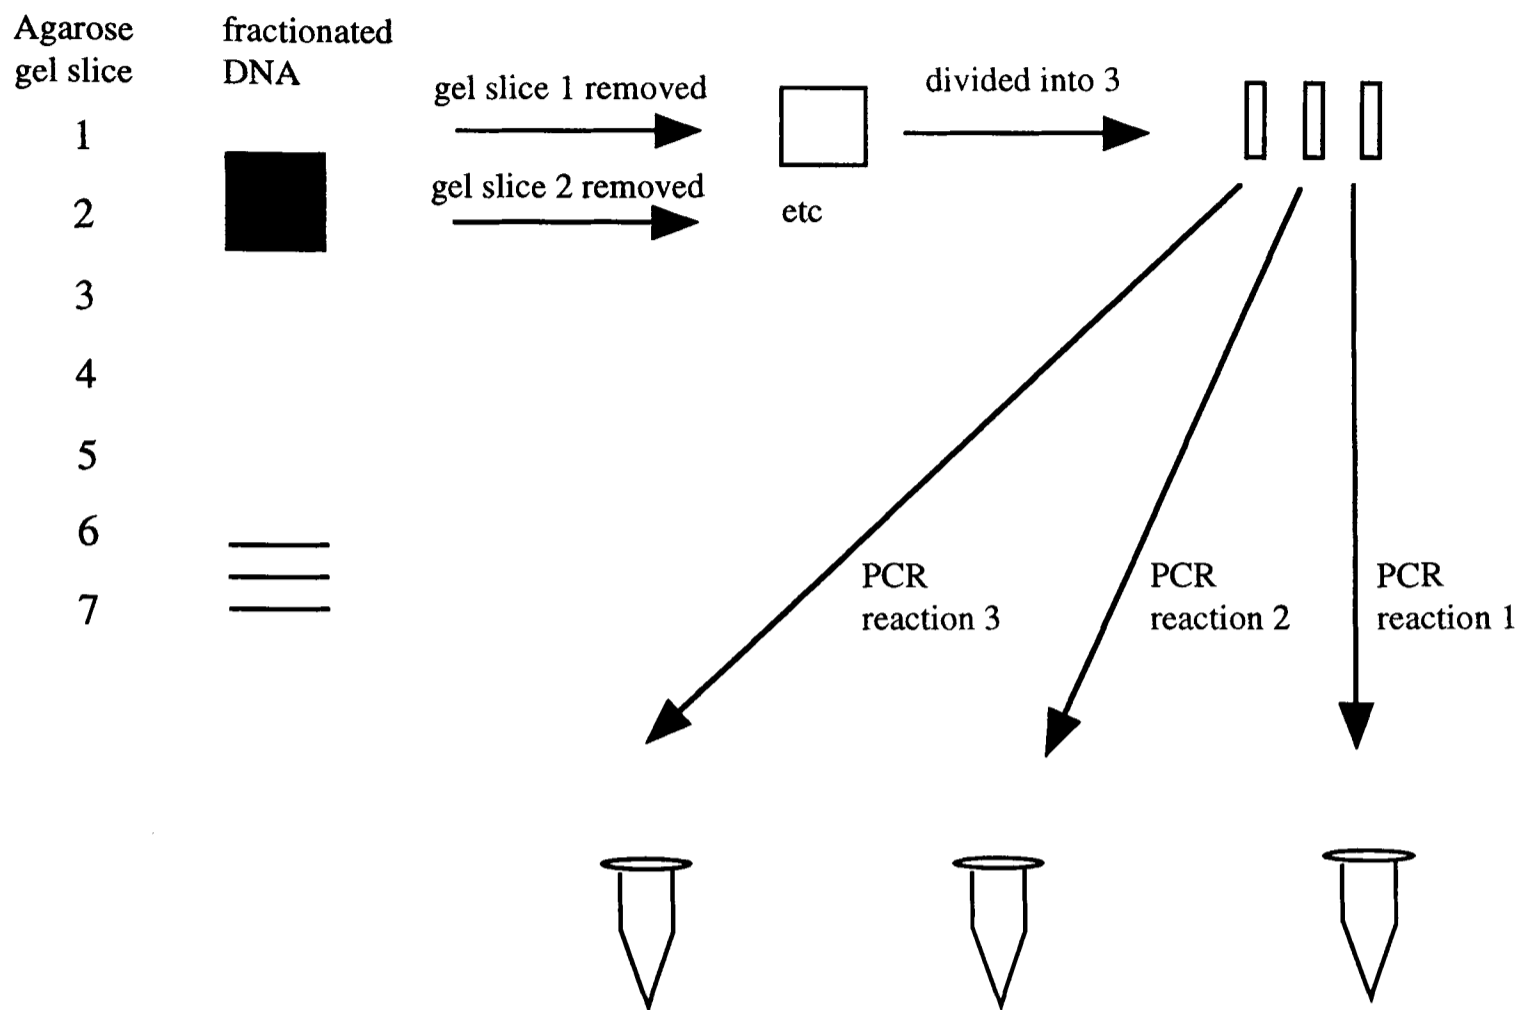 Agarose
gel slice
fractionated
DNA
1
2
3
4
5
6
7
gel slice 1 removed
gel slice 2 removed
etc
divided into 3
PCR
reaction 3
PCR
reaction 2
PCR
reaction 1